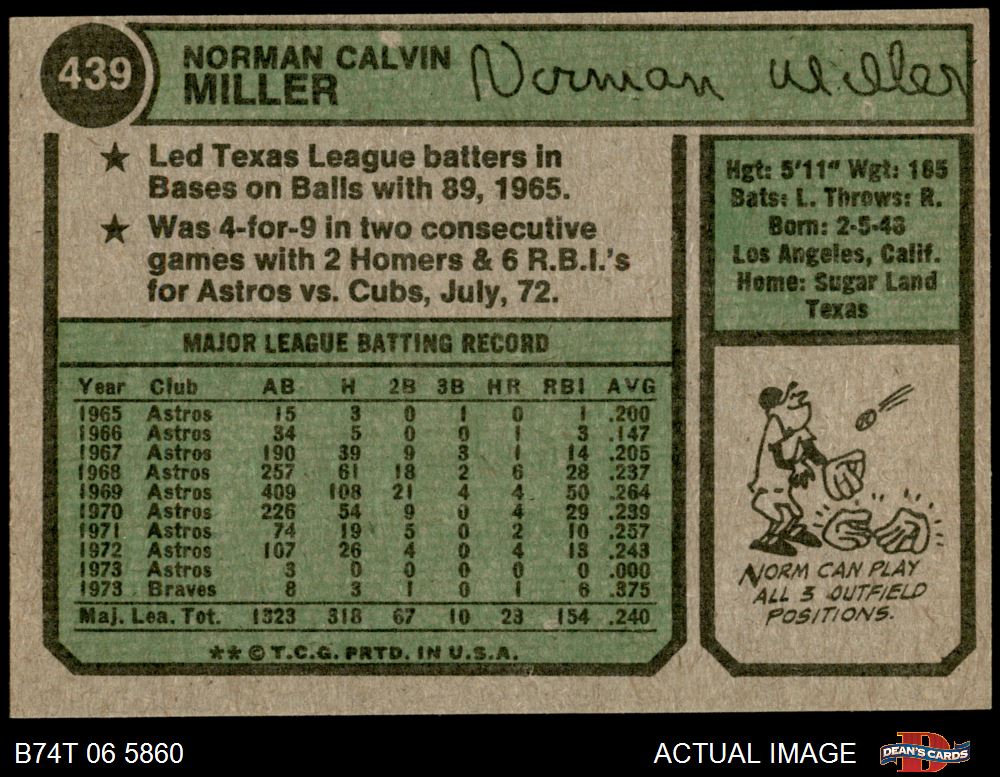 439
NORMAN CALVIN
MILLER
Norman Miller
★ Led Texas League batters in
Bases on Balls with 89, 1965.
★ Was 4-for-9 in two consecutive
games with 2 Homers & 6 R.B.I.'s
for Astros vs. Cubs, July, 72.
MAJOR LEAGUE BATTING RECORD
Year Club AB H 2B 3B HR RBI AVG
1965 Astros 15 3 0 1 0 1 .200
1966 Astros 34 5 0 0 1 3 .147
1967 Astros 190 39 9 3 1 14 .205
1968 Astros 257 61 18 2 6 28 .237
1969 Astros 409 108 21 4 4 50 .264
1970 Astros 226 54 9 0 4 29 .239
1971 Astros 74 19 5 0 2 10 .257
1972 Astros 107 26 4 0 4 13 .243
1973 Astros 3 0 0 0 0 0 .000
1973 Braves 8 3 1 0 1 6 .375
Maj. Lea. Tot. 1323 318 67 10 23 154 .240
** © T.C.G. PRTD. IN U.S.A.
Hgt: 5'11" Wgt: 185
Bats: L. Throws: R.
Born: 2-5-46
Los Angeles, Calif.
Home: Sugar Land
Texas
NORM CAN PLAY
ALL 3 OUTFIELD
POSITIONS.
B74T 06 5860
ACTUAL IMAGE
DEAN'S CARDS